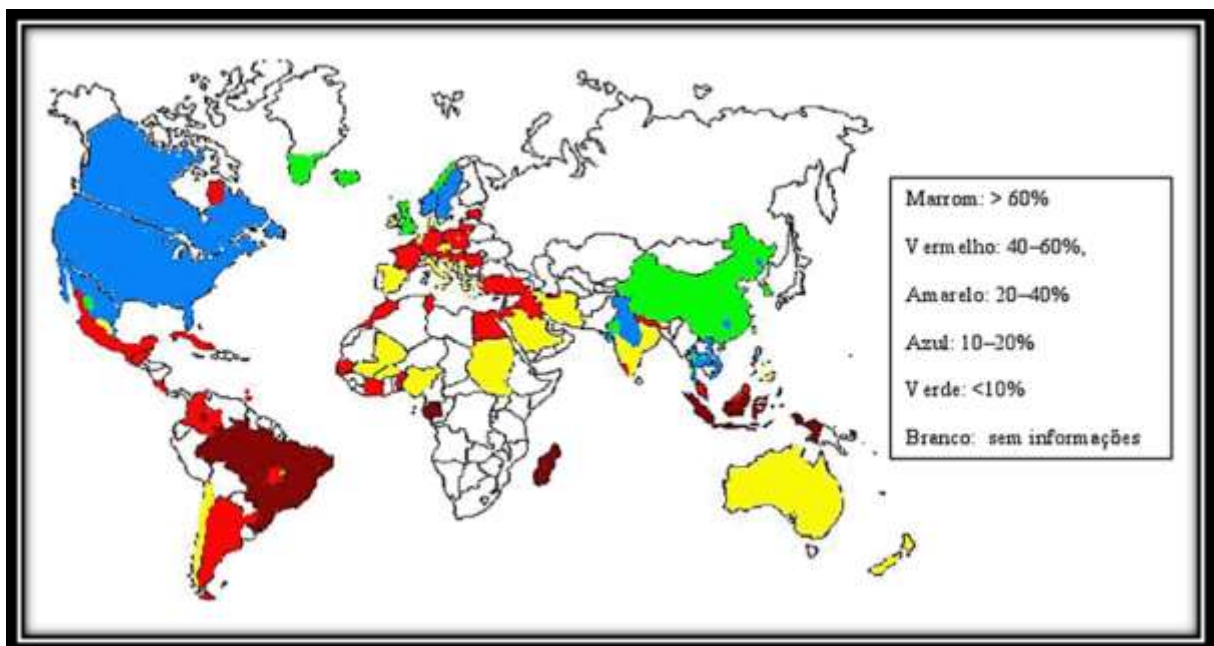 Marrom: > 60%
Vermelho: 40–60%,
Amarelo: 20–40%
Azul: 10–20%
Verde: <10%
Branco: sem informações